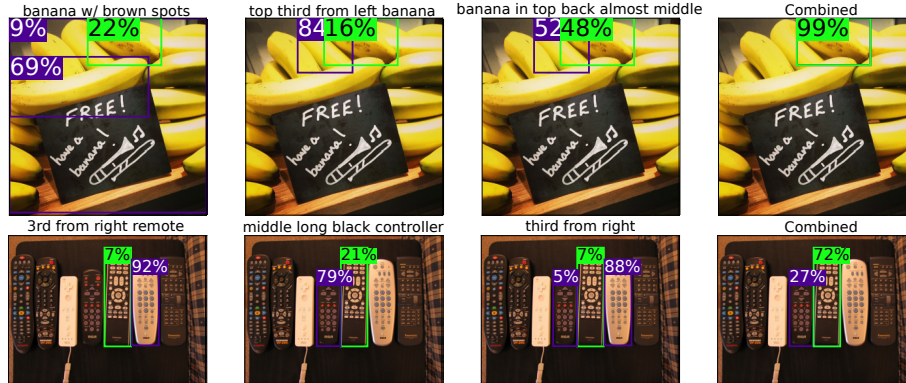 banana w/ brown spots
top third from left banana
banana in top back almost middle
Combined
9%
22%
69%
84
16%
52
48%
99%
FREE!
have a
banana!
FREE!
have a
banana!
FREE!
have a
banana!
FREE!
have a
banana!
3rd from right remote
middle long black controller
third from right
Combined
7%
92%
21%
79%
7%
5%
88%
72%
27%